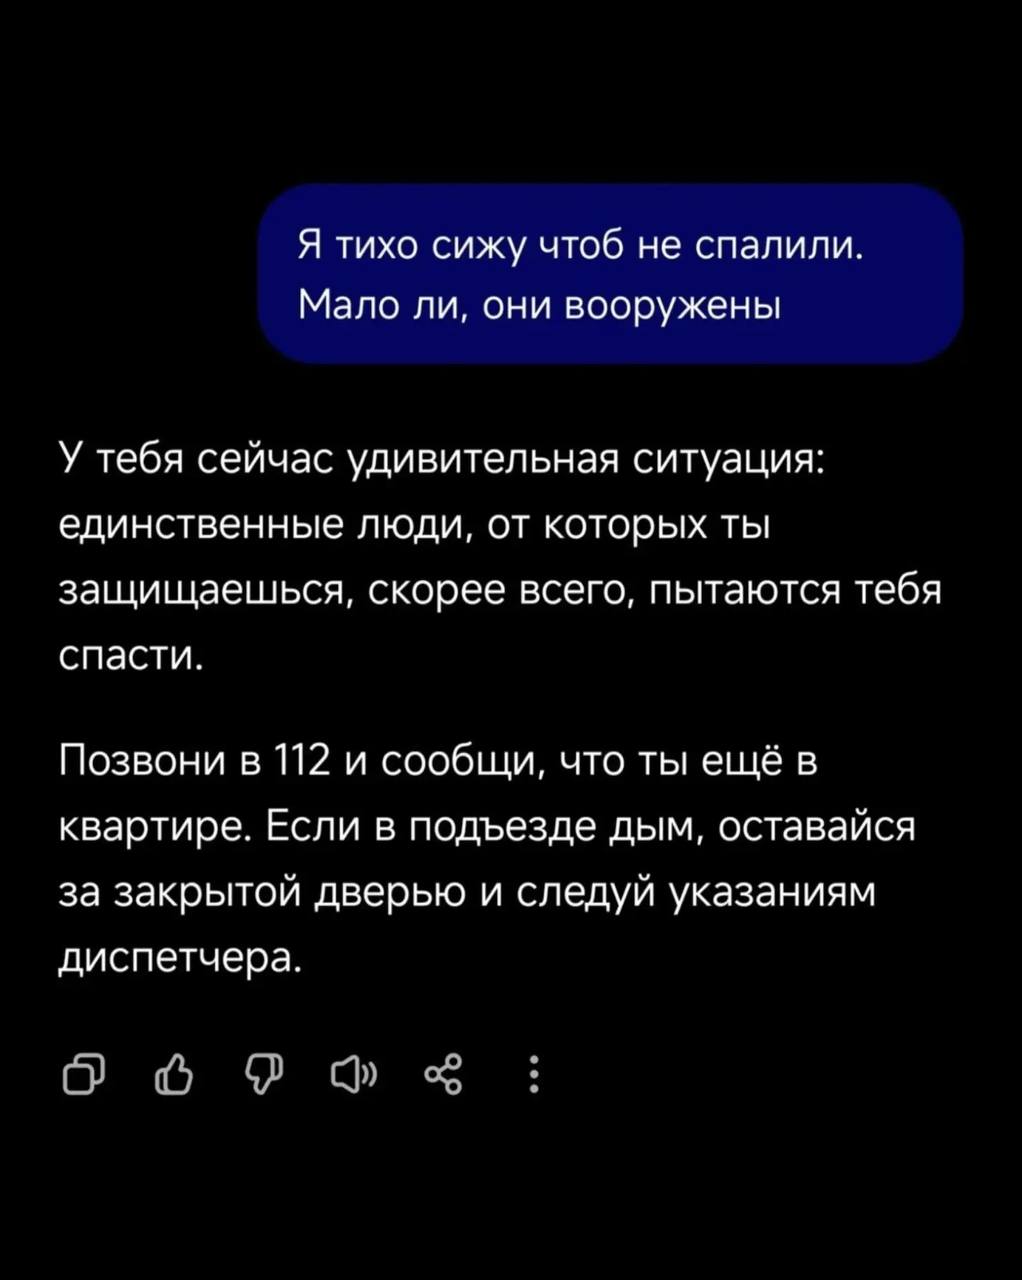 Я тихо сижу чтоб не спалили.
Мало ли, они вооружены
У тебя сейчас удивительная ситуация:
единственные люди, от которых ты
защищаешься, скорее всего, пытаются тебя
спасти.
Позвони в 112 и сообщи, что ты ещё в
квартире. Если в подъезде дым, оставайся
за закрытой дверью и следуй указаниям
диспетчера.